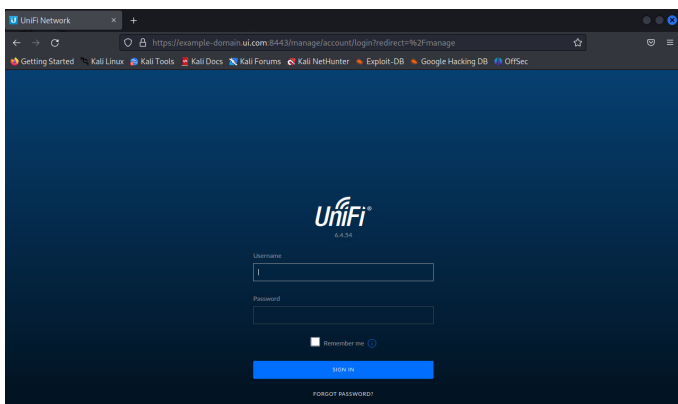 UniFi Network
https://example-domain.ui.com:8443/manage/account/login?redirect=%2Fmanage
Getting Started Kali Linux Kali Tools Kali Docs Kali Forums Kali NetHunter Exploit-DB Google Hacking DB OffSec
UniFi®
6.4.54
Username
Password
Remember me
SIGN IN
FORGOT PASSWORD?